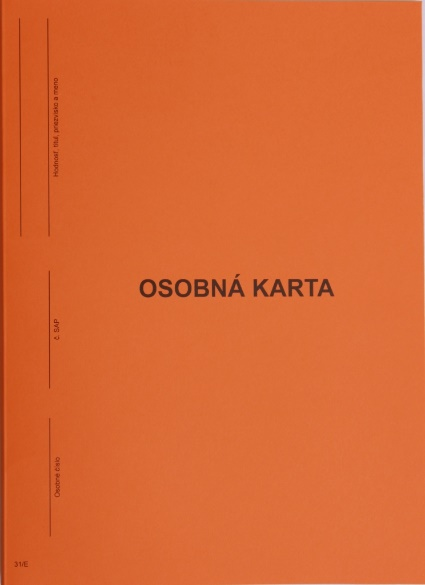 Hodnosť, titul, priezvisko a meno
OSOBNÁ KARTA
č. SAP
Osobné číslo
31/E